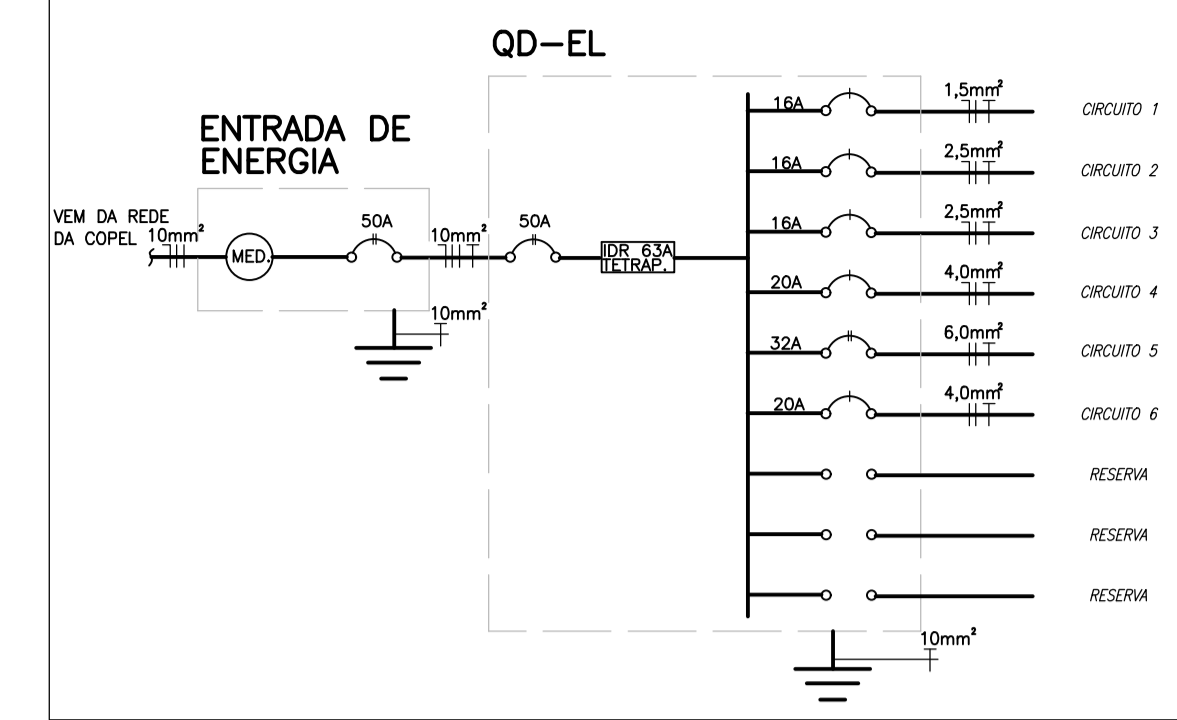 QD-EL
ENTRADA DE
ENERGIA
VEM DA REDE
DA COPEL
10mm²
MED.
50A
10mm²
10mm²
50A
IDR 63A
TETRAP.
16A
1,5mm²
CIRCUITO 1
16A
2,5mm²
CIRCUITO 2
16A
2,5mm²
CIRCUITO 3
20A
4,0mm²
CIRCUITO 4
32A
6,0mm²
CIRCUITO 5
20A
4,0mm²
CIRCUITO 6
RESERVA
RESERVA
RESERVA
10mm²